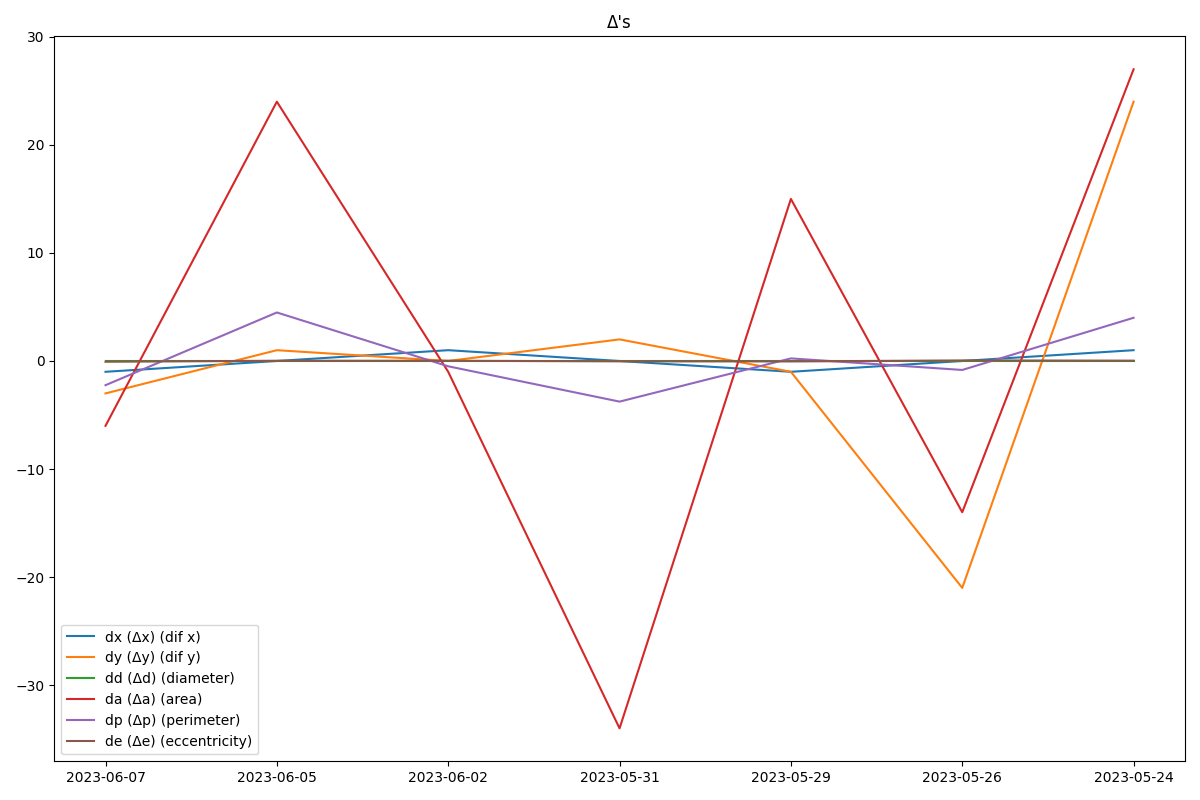 Δ's
30
20
10
0
−10
−20
−30
dx (Δx) (dif x)
dy (Δy) (dif y)
dd (Δd) (diameter)
da (Δa) (area)
dp (Δp) (perimeter)
de (Δe) (eccentricity)
2023-06-07 2023-06-05 2023-06-02 2023-05-31 2023-05-29 2023-05-26 2023-05-24